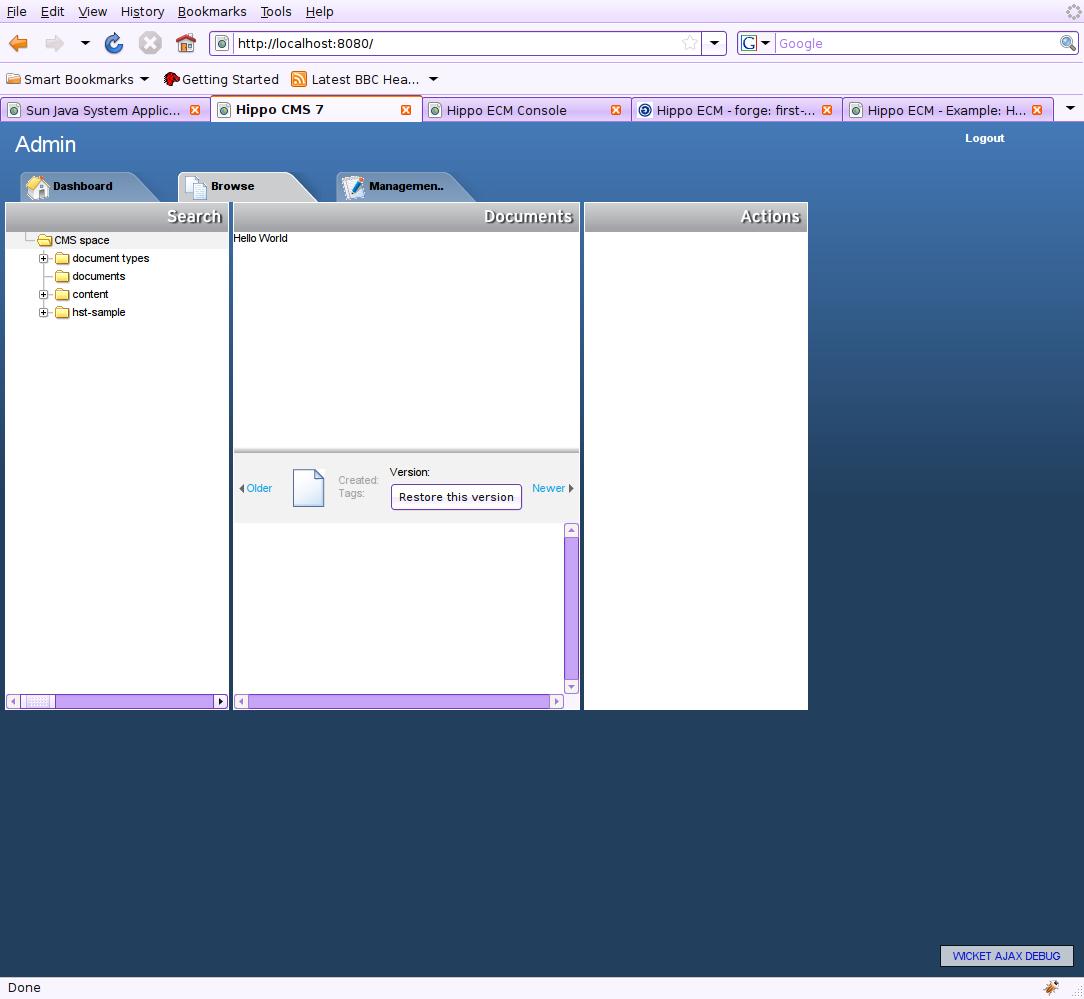 File Edit View History Bookmarks Tools Help
http://localhost:8080/ G Google
Smart Bookmarks Getting Started Latest BBC Hea...
Sun Java System Applic... Hippo CMS 7 Hippo ECM Console Hippo ECM - forge: first-... Hippo ECM - Example: H...
Admin Logout
Dashboard Browse Managemen..
Search Documents Actions
CMS space Hello World
document types
documents
content
hst-sample
Version:
Created:
Older Newer
Tags:
Restore this version
WICKET AJAX DEBUG
Done